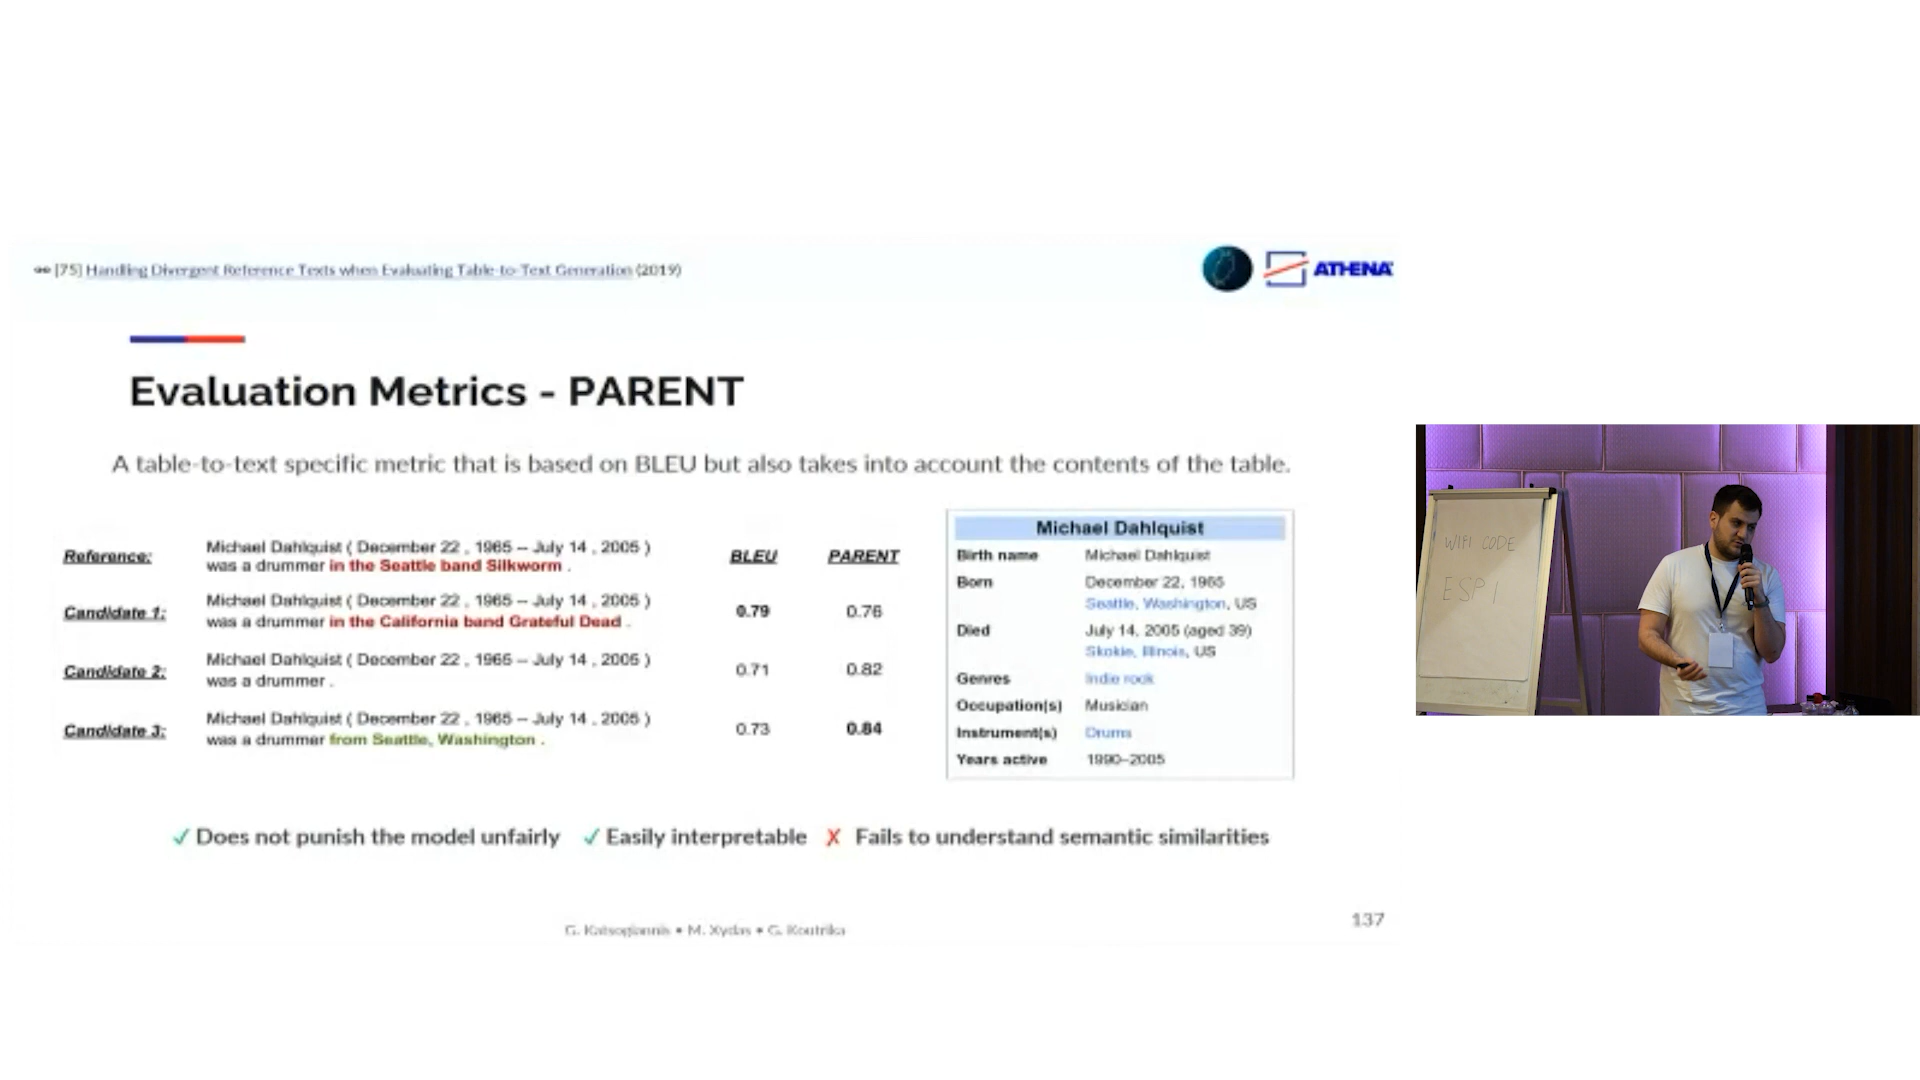 [75] Handling Divergent Reference Texts when Evaluating Table-to-Text Generation (2019)
ATHENA
Evaluation Metrics - PARENT
A table-to-text specific metric that is based on BLEU but also takes into account the contents of the table.
Reference: Michael Dahlquist ( December 22 , 1965 – July 14 , 2005 )
was a drummer in the Seattle band Silkworm .
BLEU PARENT
Candidate 1: Michael Dahlquist ( December 22 , 1965 – July 14 , 2005 )
was a drummer in the California band Grateful Dead .
0.79 0.76
Candidate 2: Michael Dahlquist ( December 22 , 1965 – July 14 , 2005 )
was a drummer .
0.71 0.82
Candidate 3: Michael Dahlquist ( December 22 , 1965 – July 14 , 2005 )
was a drummer from Seattle, Washington .
0.73 0.84
Michael Dahlquist
Birth name Michael Dahlquist
Born December 22, 1965
Seattle, Washington, US
Died July 14, 2005 (aged 39)
Skokie, Illinois, US
Genres Indie rock
Occupation(s) Musician
Instrument(s) Drums
Years active 1990–2005
✓ Does not punish the model unfairly ✓ Easily interpretable ✗ Fails to understand semantic similarities
G. Katsogiannis • M. Xydas • G. Koutrika
137
WIFI CODE
ESP1